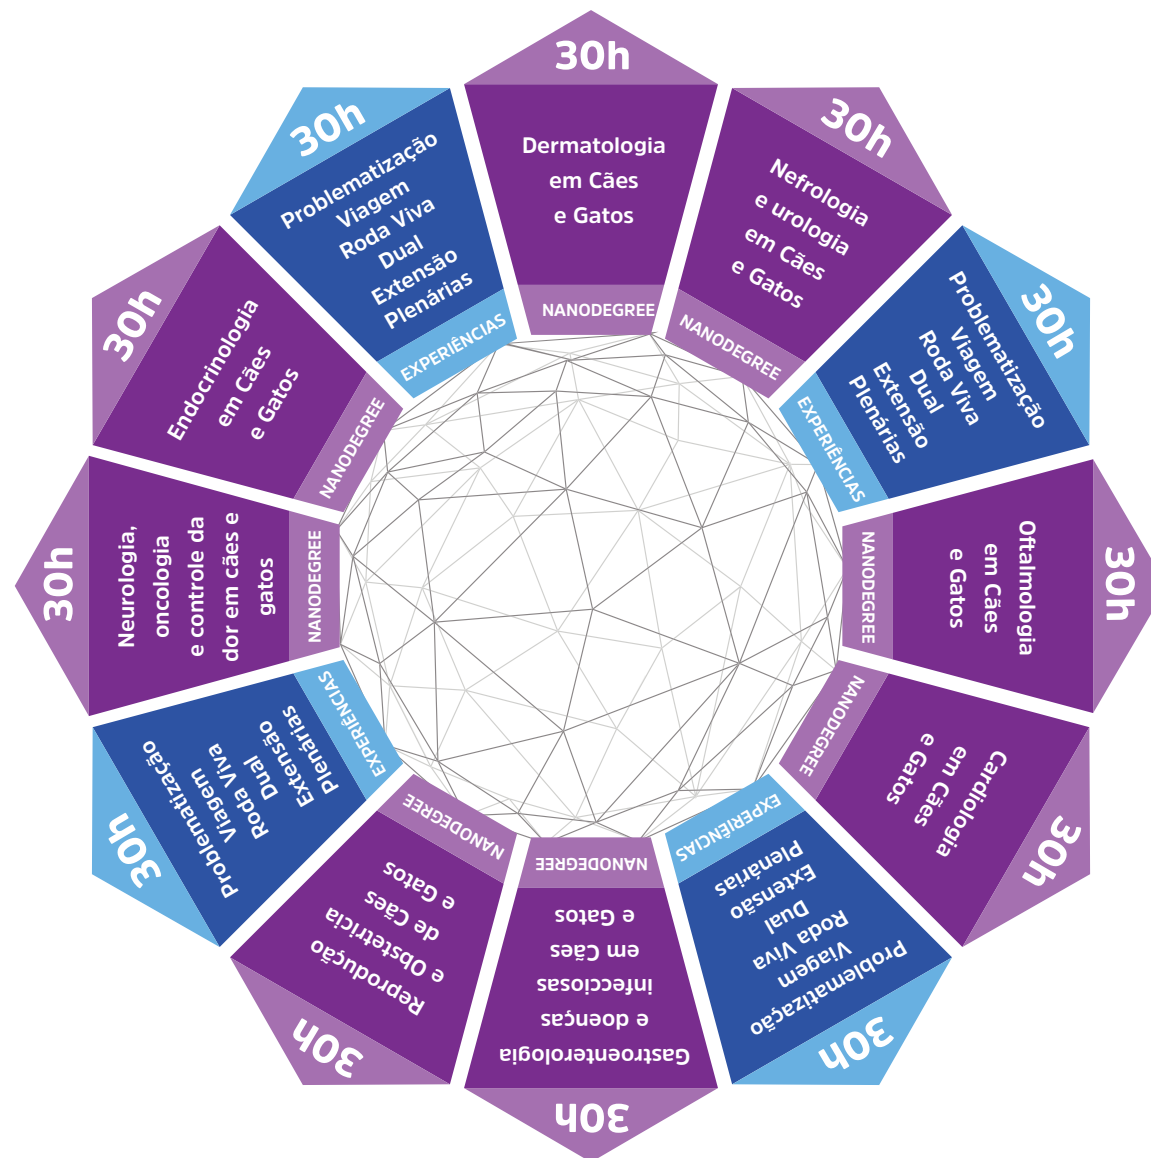 30h
Dermatologia
em Cães
e Gatos
NANODEGREE
30h
Nefrologia
e urologia
em Cães
e Gatos
NANODEGREE
30h
Problematização
Viagem
Roda Viva
Dual
Extensão
Plenárias
EXPERIÊNCIAS
30h
Oftalmologia
em Cães
e Gatos
NANODEGREE
30h
Cardiologia
em Cães
e Gatos
NANODEGREE
30h
Problematização
Viagem
Roda Viva
Dual
Extensão
Plenárias
EXPERIÊNCIAS
30h
Gastroenterologia
e doenças
infecciosas
em Cães
e Gatos
NANODEGREE
30h
Reprodução
e Obstetrícia
de Cães
e Gatos
NANODEGREE
30h
Problematização
Viagem
Roda Viva
Dual
Extensão
Plenárias
EXPERIÊNCIAS
30h
Neurologia,
oncologia
e controle da
dor em cães e
gatos
NANODEGREE
30h
Endocrinologia
em Cães
e Gatos
NANODEGREE
30h
Problematização
Viagem
Roda Viva
Dual
Extensão
Plenárias
EXPERIÊNCIAS